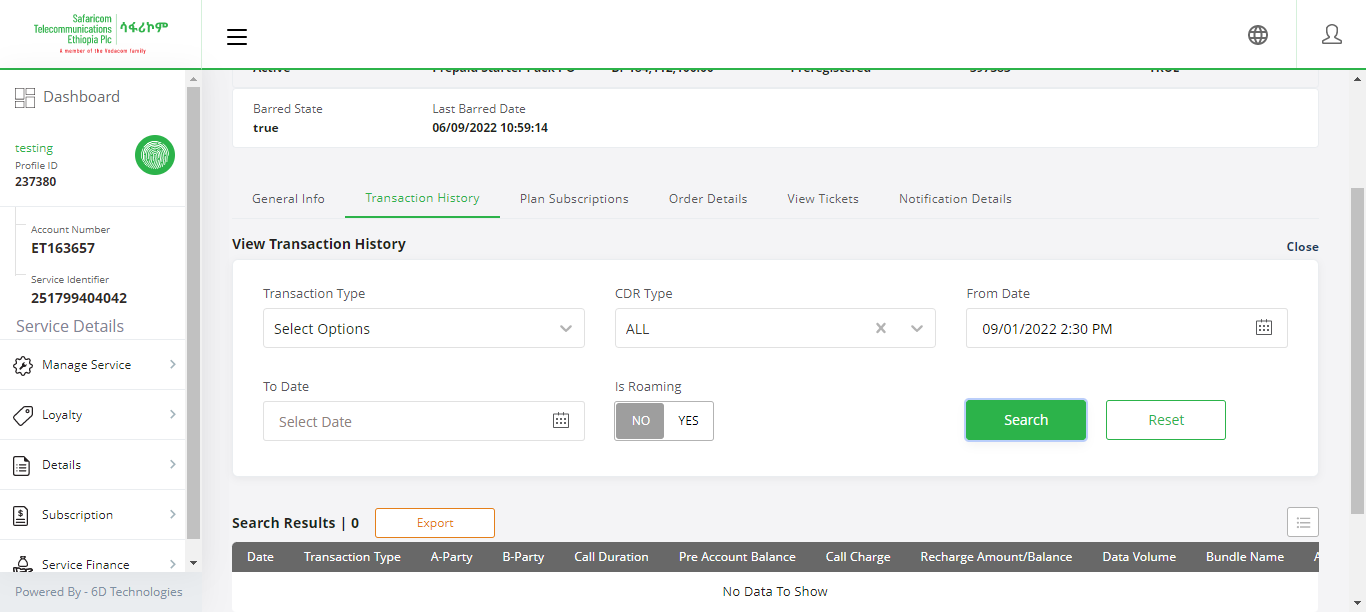 Safaricom
Telecommunications
Ethiopia Plc
ሳፋሪኮም
A member of the Vodacom family
Dashboard
testing
Profile ID
237380
Account Number
ET163657
Service Identifier
251799404042
Service Details
Manage Service
Loyalty
Details
Subscription
Service Finance
Powered By - 6D Technologies
Barred State Last Barred Date
true 06/09/2022 10:59:14
General Info Transaction History Plan Subscriptions Order Details View Tickets Notification Details
View Transaction History Close
Transaction Type CDR Type From Date
Select Options ALL 09/01/2022 2:30 PM
To Date Is Roaming
Select Date NO YES Search Reset
Search Results | 0 Export
Date Transaction Type A-Party B-Party Call Duration Pre Account Balance Call Charge Recharge Amount/Balance Data Volume Bundle Name
No Data To Show